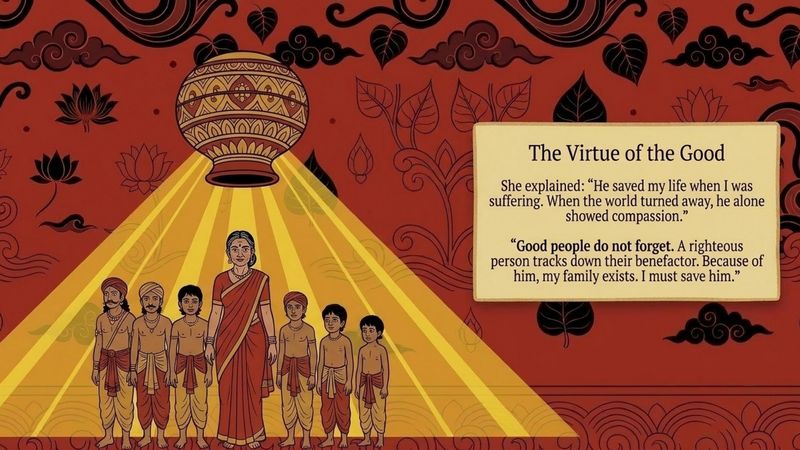 The Virtue of the Good
She explained: “He saved my life when I was
suffering. When the world turned away, he alone
showed compassion.”
“Good people do not forget. A righteous
person tracks down their benefactor. Because of
him, my family exists. I must save him.”